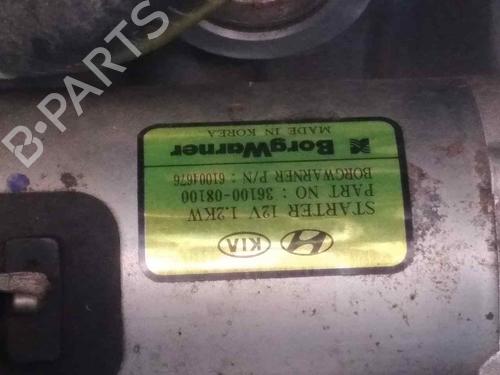 KIA
STARTER 12V 1.2KW
PART NO : 36100-08100
BORGWARNER P/N : 61004676
BorgWarner
MADE IN KOREA
B-PARTS